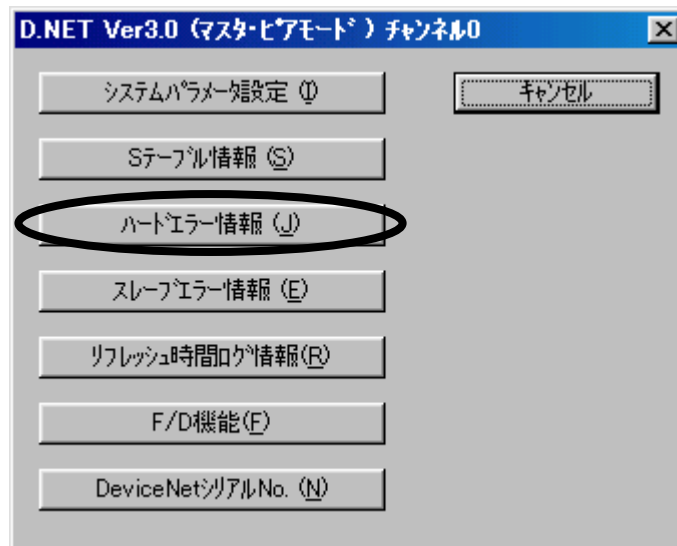 D.NET Ver3.0 (ﾏｽﾀ･ﾋﾟｱﾓｰﾄﾞ) ﾁｬﾝﾈﾙ0
ｼｽﾃﾑﾊﾟﾗﾒｰﾀ設定 (I)
キャンセル
Sﾃｰﾌﾞﾙ情報 (S)
ﾊｰﾄﾞｴﾗｰ情報 (J)
ｽﾚｰﾌﾞｴﾗｰ情報 (E)
ﾘﾌﾚｯｼｭ時間ﾛｸﾞ情報(R)
F/D機能(F)
DeviceNetｼﾘｱﾙNo. (N)